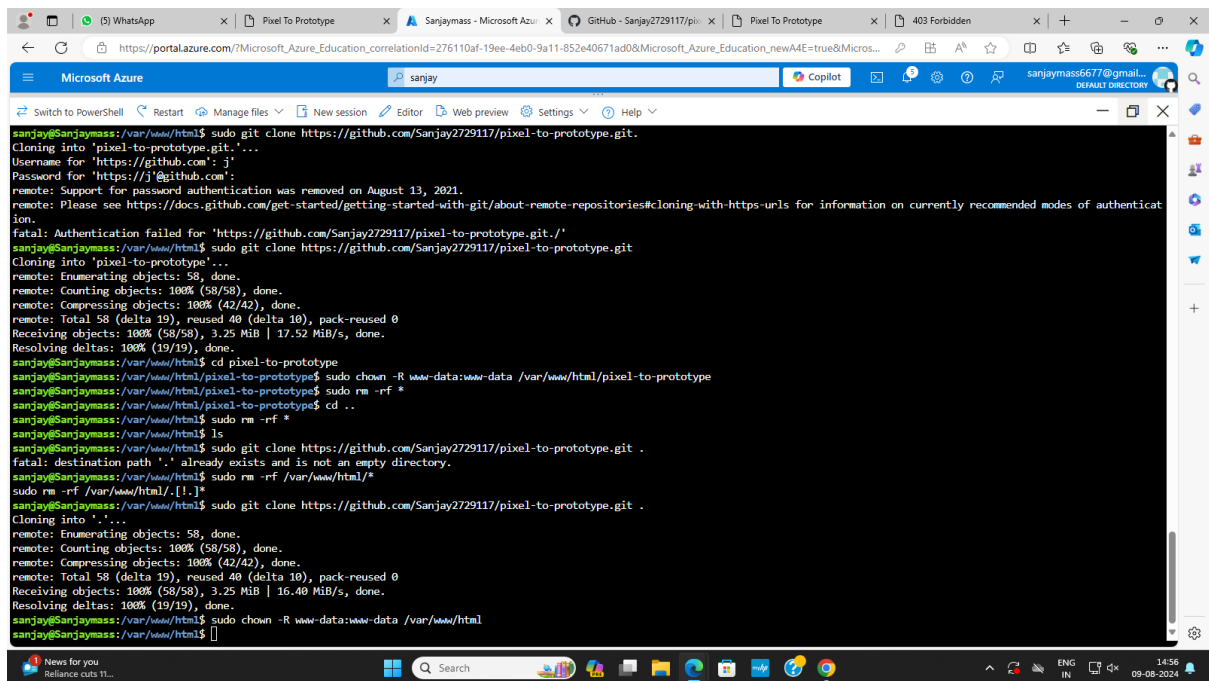 (5) WhatsApp
Pixel To Prototype
Sanjaymass - Microsoft Azur
GitHub - Sanjay2729117/pix
Pixel To Prototype
403 Forbidden
https://portal.azure.com/?Microsoft_Azure_Education_correlationId=276110af-19ee-4eb0-9a11-852e40671ad0&Microsoft_Azure_Education_newA4E=true&Micros...
Microsoft Azure
sanjay
Copilot
5
sanjaymass6677@gmail....
DEFAULT DIRECTORY
Switch to PowerShell Restart Manage files New session Editor Web preview Settings Help
sanjay@Sanjaymass:/var/www/html$ sudo git clone https://github.com/Sanjay2729117/pixel-to-prototype.git.
Cloning into 'pixel-to-prototype.git.'...
Username for 'https://github.com': j'
Password for 'https://j'@github.com':
remote: Support for password authentication was removed on August 13, 2021.
remote: Please see https://docs.github.com/get-started/getting-started-with-git/about-remote-repositories#cloning-with-https-urls for information on currently recommended modes of authenticat
ion.
fatal: Authentication failed for 'https://github.com/Sanjay2729117/pixel-to-prototype.git./'
sanjay@Sanjaymass:/var/www/html$ sudo git clone https://github.com/Sanjay2729117/pixel-to-prototype.git
Cloning into 'pixel-to-prototype'...
remote: Enumerating objects: 58, done.
remote: Counting objects: 100% (58/58), done.
remote: Compressing objects: 100% (42/42), done.
remote: Total 58 (delta 19), reused 40 (delta 10), pack-reused 0
Receiving objects: 100% (58/58), 3.25 MiB | 17.52 MiB/s, done.
Resolving deltas: 100% (19/19), done.
sanjay@Sanjaymass:/var/www/html$ cd pixel-to-prototype
sanjay@Sanjaymass:/var/www/html/pixel-to-prototype$ sudo chown -R www-data:www-data /var/www/html/pixel-to-prototype
sanjay@Sanjaymass:/var/www/html/pixel-to-prototype$ sudo rm -rf *
sanjay@Sanjaymass:/var/www/html/pixel-to-prototype$ cd ..
sanjay@Sanjaymass:/var/www/html$ sudo rm -rf *
sanjay@Sanjaymass:/var/www/html$ ls
sanjay@Sanjaymass:/var/www/html$ sudo git clone https://github.com/Sanjay2729117/pixel-to-prototype.git .
fatal: destination path '.' already exists and is not an empty directory.
sanjay@Sanjaymass:/var/www/html$ sudo rm -rf /var/www/html/*
sudo rm -rf /var/www/html/.[!.]*
sanjay@Sanjaymass:/var/www/html$ sudo git clone https://github.com/Sanjay2729117/pixel-to-prototype.git .
Cloning into '.'...
remote: Enumerating objects: 58, done.
remote: Counting objects: 100% (58/58), done.
remote: Compressing objects: 100% (42/42), done.
remote: Total 58 (delta 19), reused 40 (delta 10), pack-reused 0
Receiving objects: 100% (58/58), 3.25 MiB | 16.40 MiB/s, done.
Resolving deltas: 100% (19/19), done.
sanjay@Sanjaymass:/var/www/html$ sudo chown -R www-data:www-data /var/www/html
sanjay@Sanjaymass:/var/www/html$
1
News for you
Reliance cuts 11...
Search
ENG
IN
14:56
09-08-2024